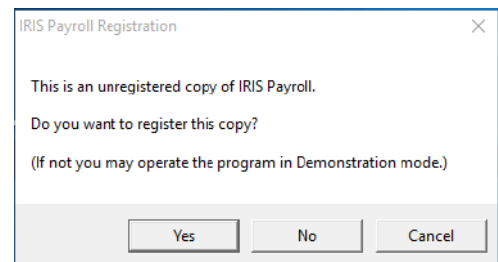 IRIS Payroll Registration
This is an unregistered copy of IRIS Payroll.
Do you want to register this copy?
(If not you may operate the program in Demonstration mode.)
Yes No Cancel